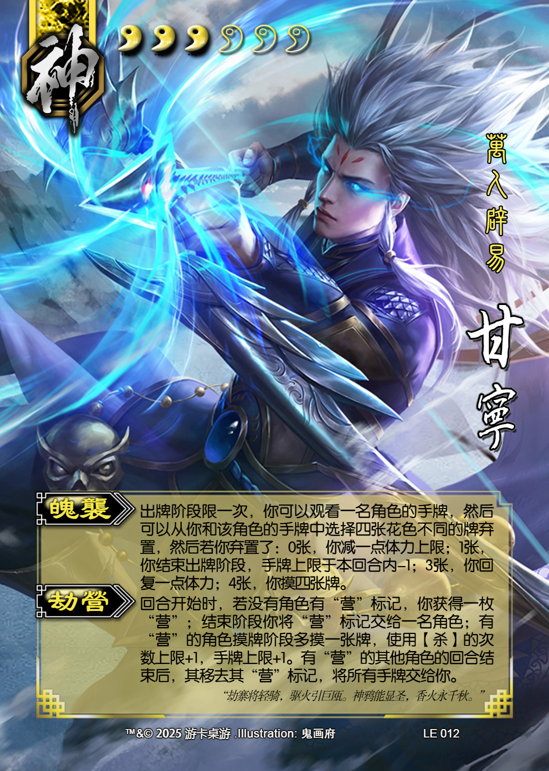 神
萬人辟易
甘寧
魄襲
出牌阶段限一次，你可以观看一名角色的手牌，然后
可以从你和该角色的手牌中选择四张花色不同的牌弃
置，然后若你弃置了：0张，你减一点体力上限；1张，
你结束出牌阶段，手牌上限于本回合内-1；3张，你回
复一点体力；4张，你摸四张牌。
劫營
回合开始时，若没有角色有“营”标记，你获得一枚
“营”；结束阶段你将“营”标记交给一名角色；有
“营”的角色摸牌阶段多摸一张牌，使用【杀】的次
数上限+1，手牌上限+1。有“营”的其他角色的回合结
束后，其移去其“营”标记，将所有手牌交给你。
“劫寨将轻骑，驱火引巨瓯。神鸦能显圣，香火永千秋。”
™&© 2025 游卡桌游 Illustration: 鬼画府
LE 012